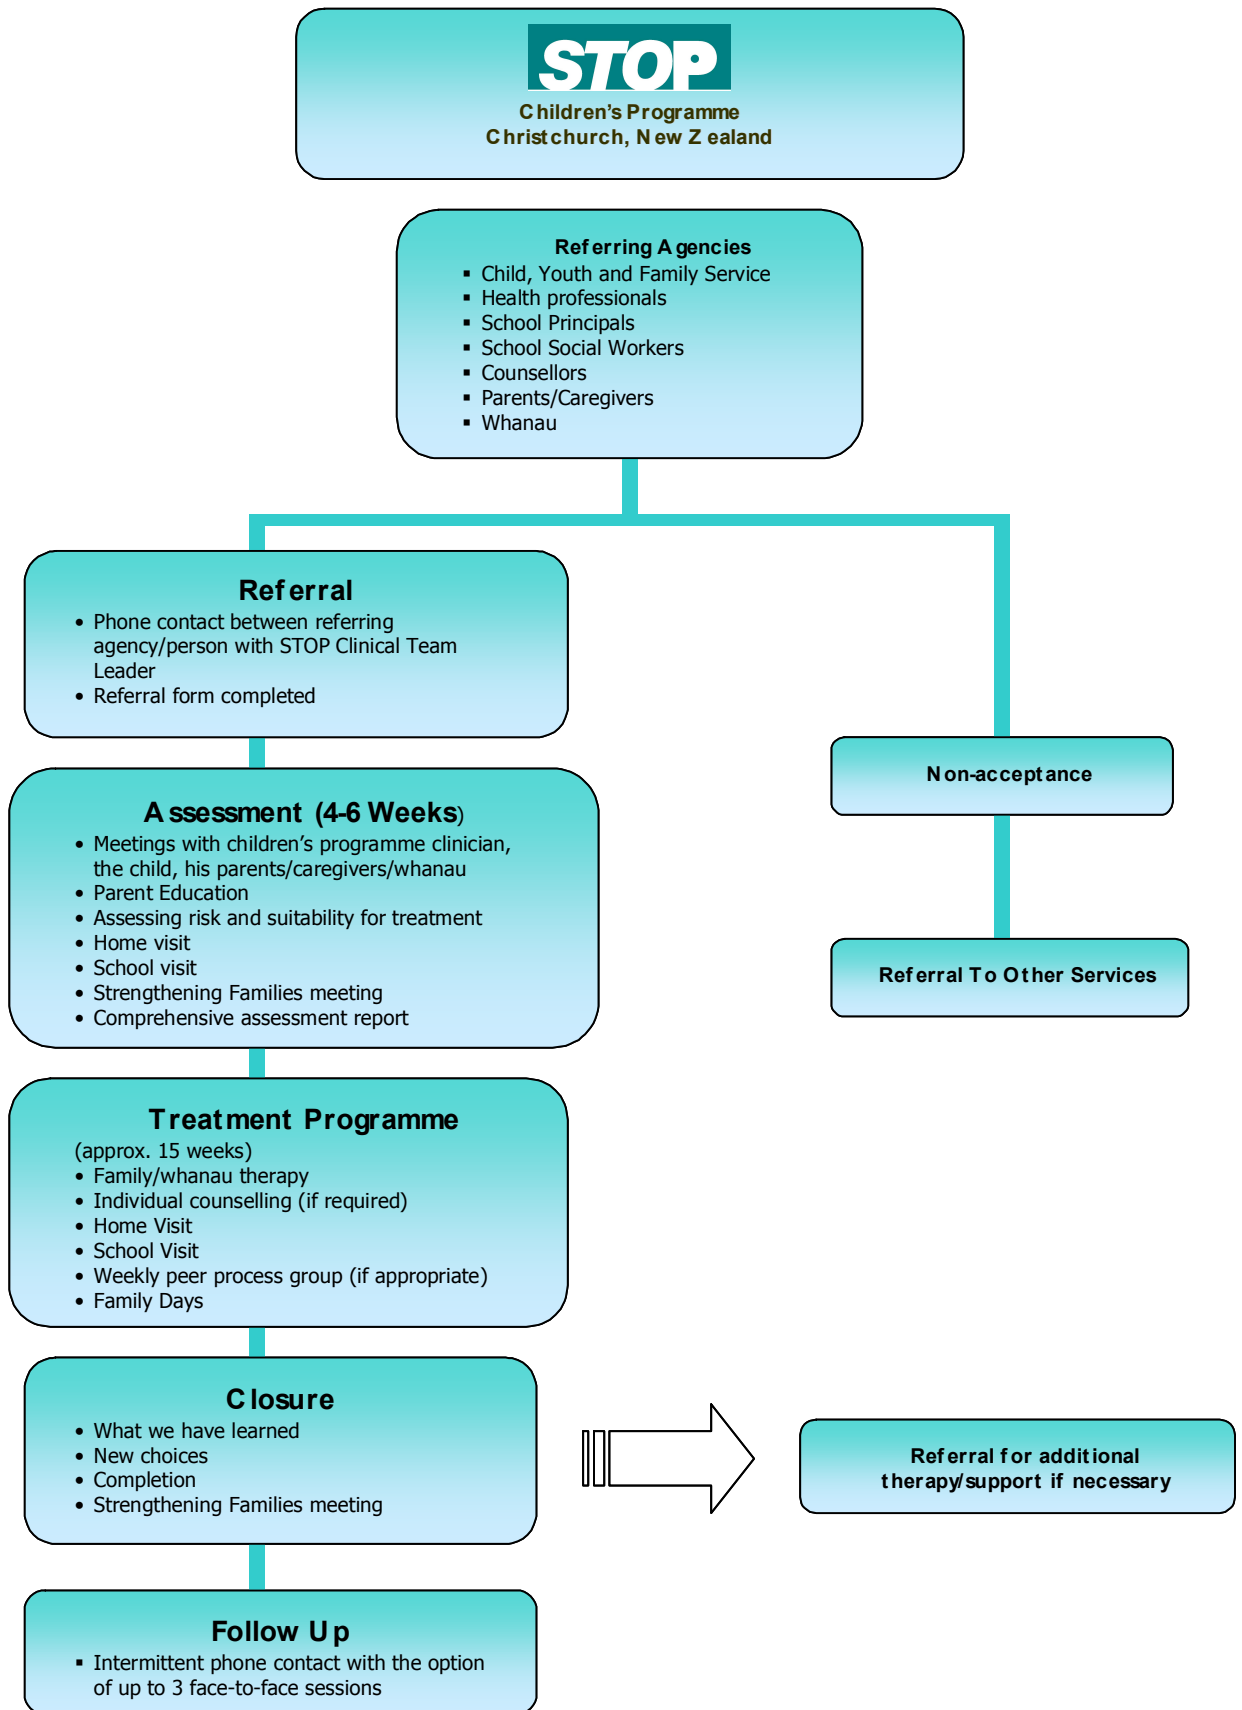 STOP
Children's Programme
Christchurch, New Zealand
Referring Agencies
▪ Child, Youth and Family Service
▪ Health professionals
▪ School Principals
▪ School Social Workers
▪ Counsellors
▪ Parents/Caregivers
▪ Whanau
Referral
• Phone contact between referring
agency/person with STOP Clinical Team
Leader
• Referral form completed
Non-acceptance
Assessment (4-6 Weeks)
• Meetings with children's programme clinician,
the child, his parents/caregivers/whanau
• Parent Education
• Assessing risk and suitability for treatment
• Home visit
• School visit
• Strengthening Families meeting
• Comprehensive assessment report
Referral To Other Services
Treatment Programme
(approx. 15 weeks)
• Family/whanau therapy
• Individual counselling (if required)
• Home Visit
• School Visit
• Weekly peer process group (if appropriate)
• Family Days
Closure
• What we have learned
• New choices
• Completion
• Strengthening Families meeting
Referral for additional
therapy/support if necessary
Follow Up
▪ Intermittent phone contact with the option
of up to 3 face-to-face sessions